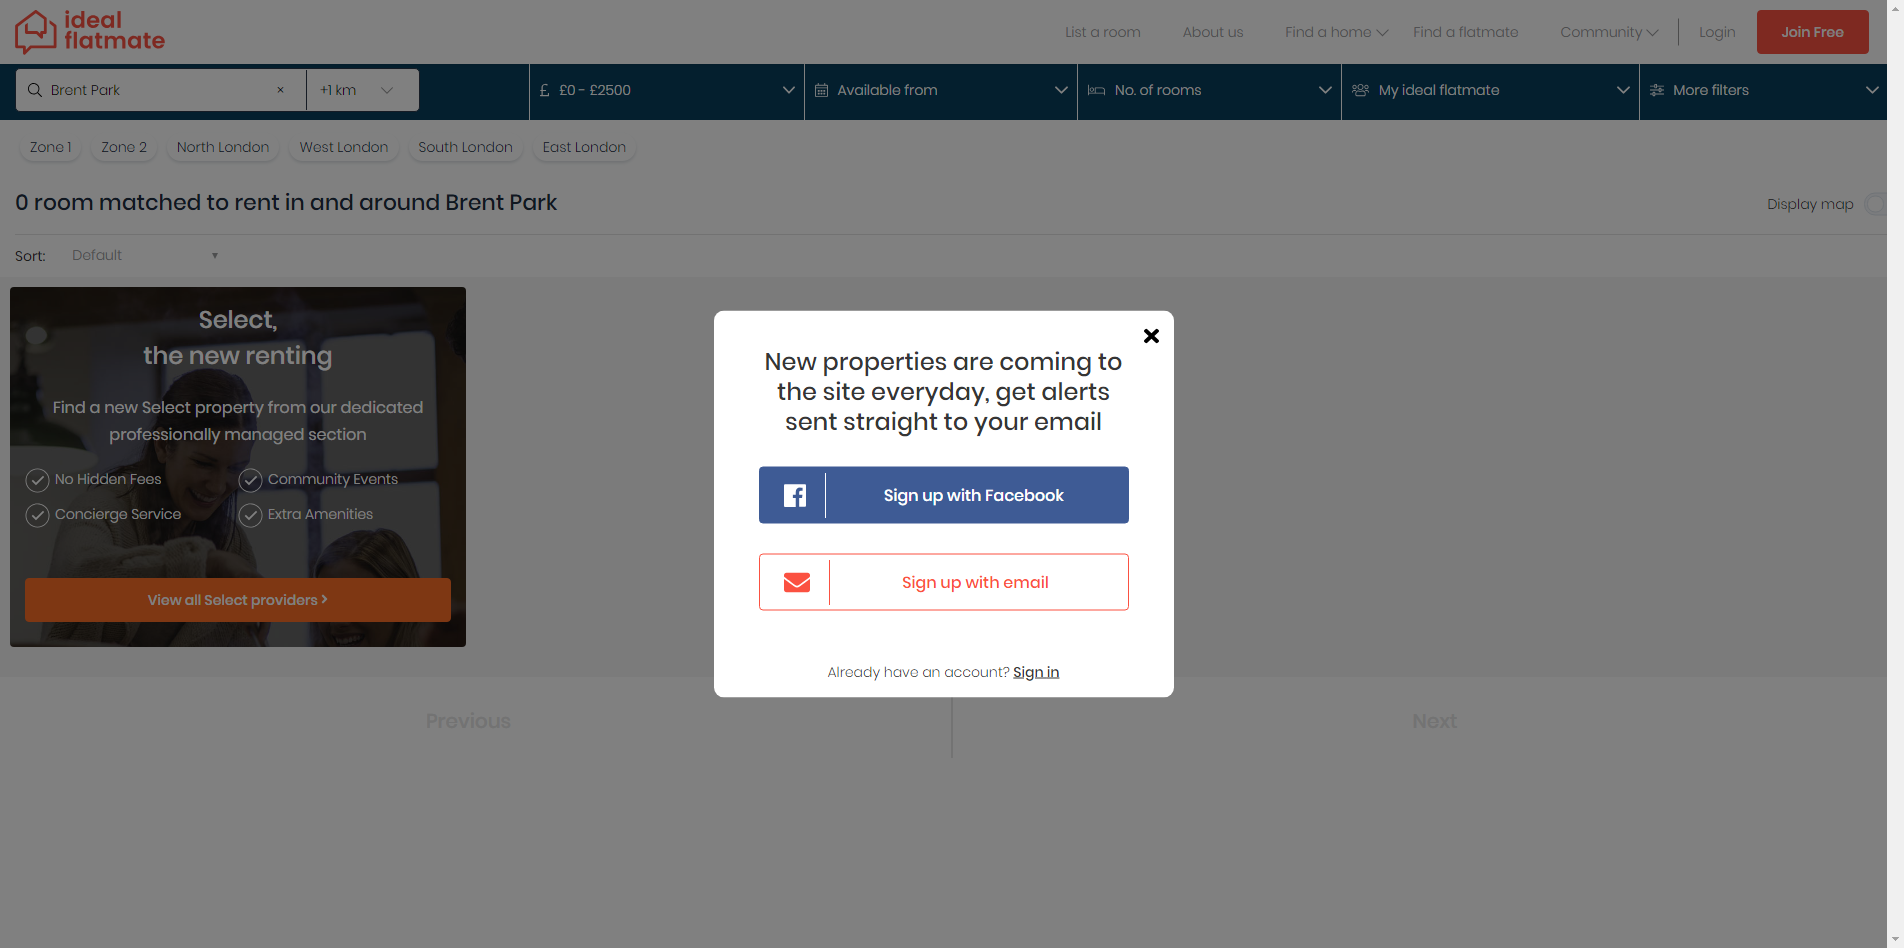 ideal
flatmate
List a room
About us
Find a home
Find a flatmate
Community
Login
Join Free
Brent Park
×
+1 km
£ £0 - £2500
Available from
No. of rooms
My ideal flatmate
More filters
Zone 1
Zone 2
North London
West London
South London
East London
0 room matched to rent in and around Brent Park
Display map
Sort:
Default
Select,
the new renting
Find a new Select property from our dedicated
professionally managed section
No Hidden Fees
Community Events
Concierge Service
Extra Amenities
View all Select providers
New properties are coming to
the site everyday, get alerts
sent straight to your email
Sign up with Facebook
Sign up with email
Already have an account? Sign in
Previous
Next